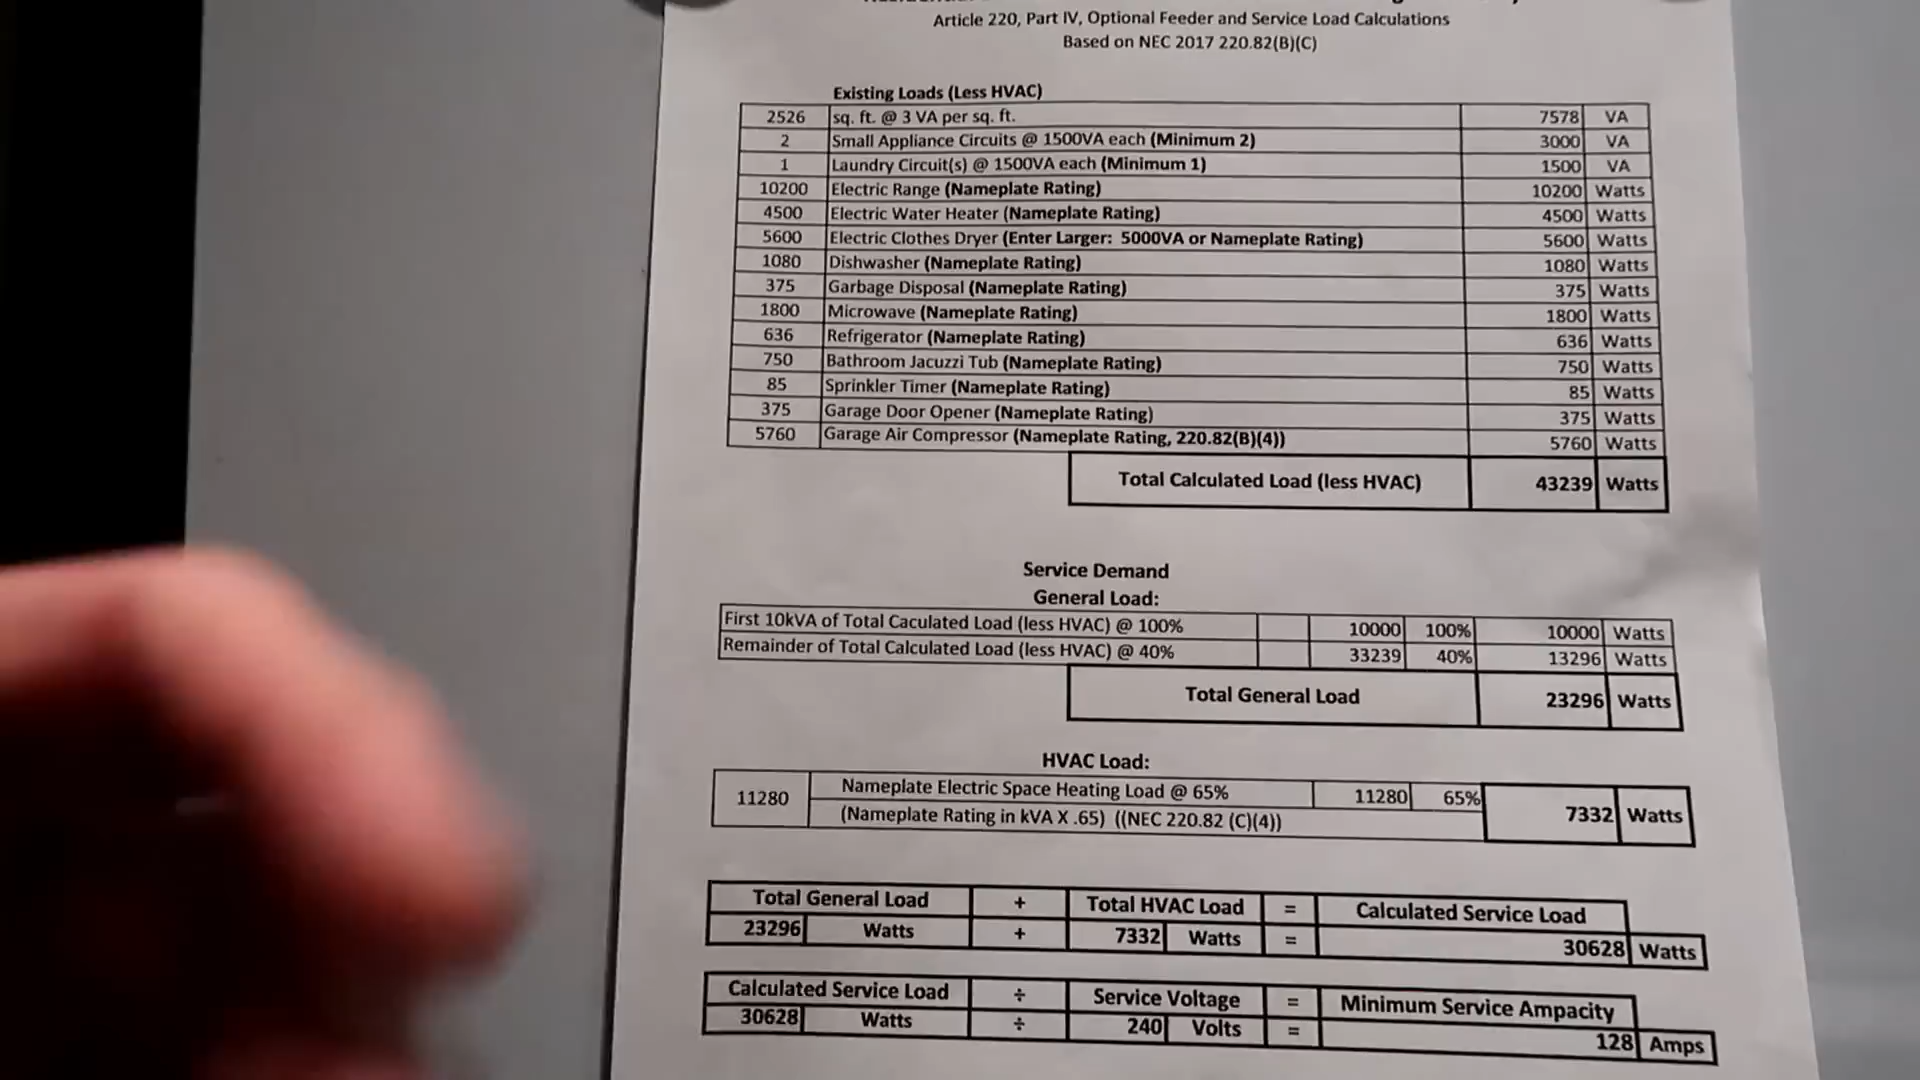 Article 220, Part IV, Optional Feeder and Service Load Calculations
Based on NEC 2017 220.82(B)(C)
Existing Loads (Less HVAC)
2526 sq. ft. @ 3 VA per sq. ft. 7578 VA
2 Small Appliance Circuits @ 1500VA each (Minimum 2) 3000 VA
1 Laundry Circuit(s) @ 1500VA each (Minimum 1) 1500 VA
10200 Electric Range (Nameplate Rating) 10200 Watts
4500 Electric Water Heater (Nameplate Rating) 4500 Watts
5600 Electric Clothes Dryer (Enter Larger: 5000VA or Nameplate Rating) 5600 Watts
1080 Dishwasher (Nameplate Rating) 1080 Watts
375 Garbage Disposal (Nameplate Rating) 375 Watts
1800 Microwave (Nameplate Rating) 1800 Watts
636 Refrigerator (Nameplate Rating) 636 Watts
750 Bathroom Jacuzzi Tub (Nameplate Rating) 750 Watts
85 Sprinkler Timer (Nameplate Rating) 85 Watts
375 Garage Door Opener (Nameplate Rating) 375 Watts
5760 Garage Air Compressor (Nameplate Rating, 220.82(B)(4)) 5760 Watts
Total Calculated Load (less HVAC) 43239 Watts
Service Demand
General Load:
First 10kVA of Total Caculated Load (less HVAC) @ 100% 10000 100% 10000 Watts
Remainder of Total Calculated Load (less HVAC) @ 40% 33239 40% 13296 Watts
Total General Load 23296 Watts
HVAC Load:
11280 Nameplate Electric Space Heating Load @ 65% 11280 65% 7332 Watts
(Nameplate Rating in kVA X .65) ((NEC 220.82 (C)(4))
Total General Load + Total HVAC Load = Calculated Service Load
23296 Watts + 7332 Watts = 30628 Watts
Calculated Service Load ÷ Service Voltage = Minimum Service Ampacity
30628 Watts ÷ 240 Volts = 128 Amps